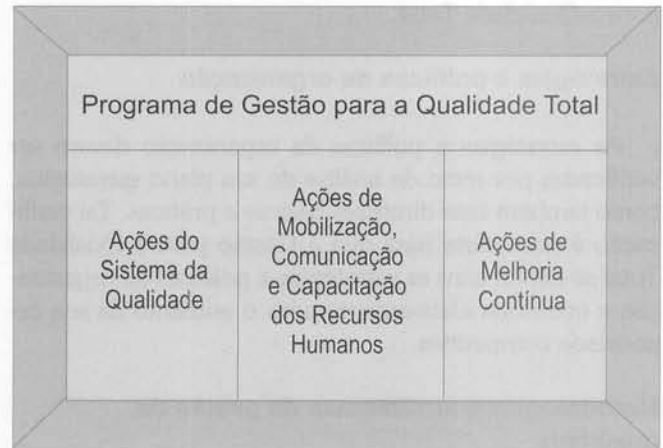 Programa de Gestão para a Qualidade Total
Ações do
Sistema da
Qualidade
Ações de
Mobilização,
Comunicação
e Capacitação
dos Recursos
Humanos
Ações de
Melhoria
Contínua